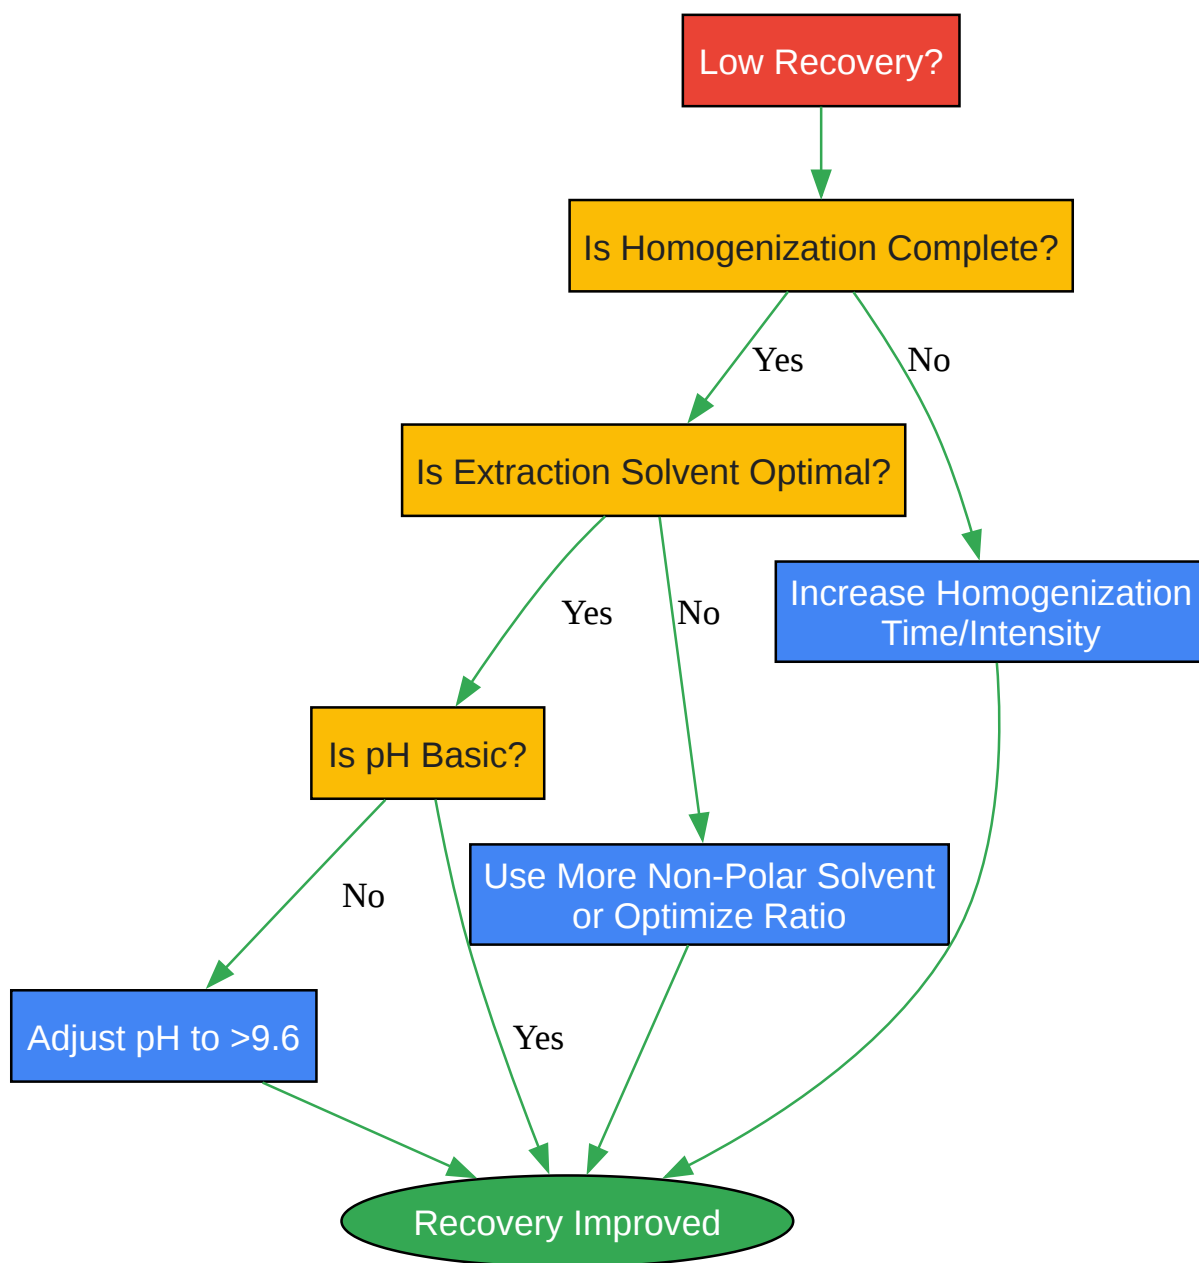 Low Recovery?
Is Homogenization Complete?
Yes
No
Is Extraction Solvent Optimal?
Increase Homogenization
Time/Intensity
Yes
No
Is pH Basic?
Use More Non-Polar Solvent
or Optimize Ratio
No
Adjust pH to >9.6
Yes
Recovery Improved